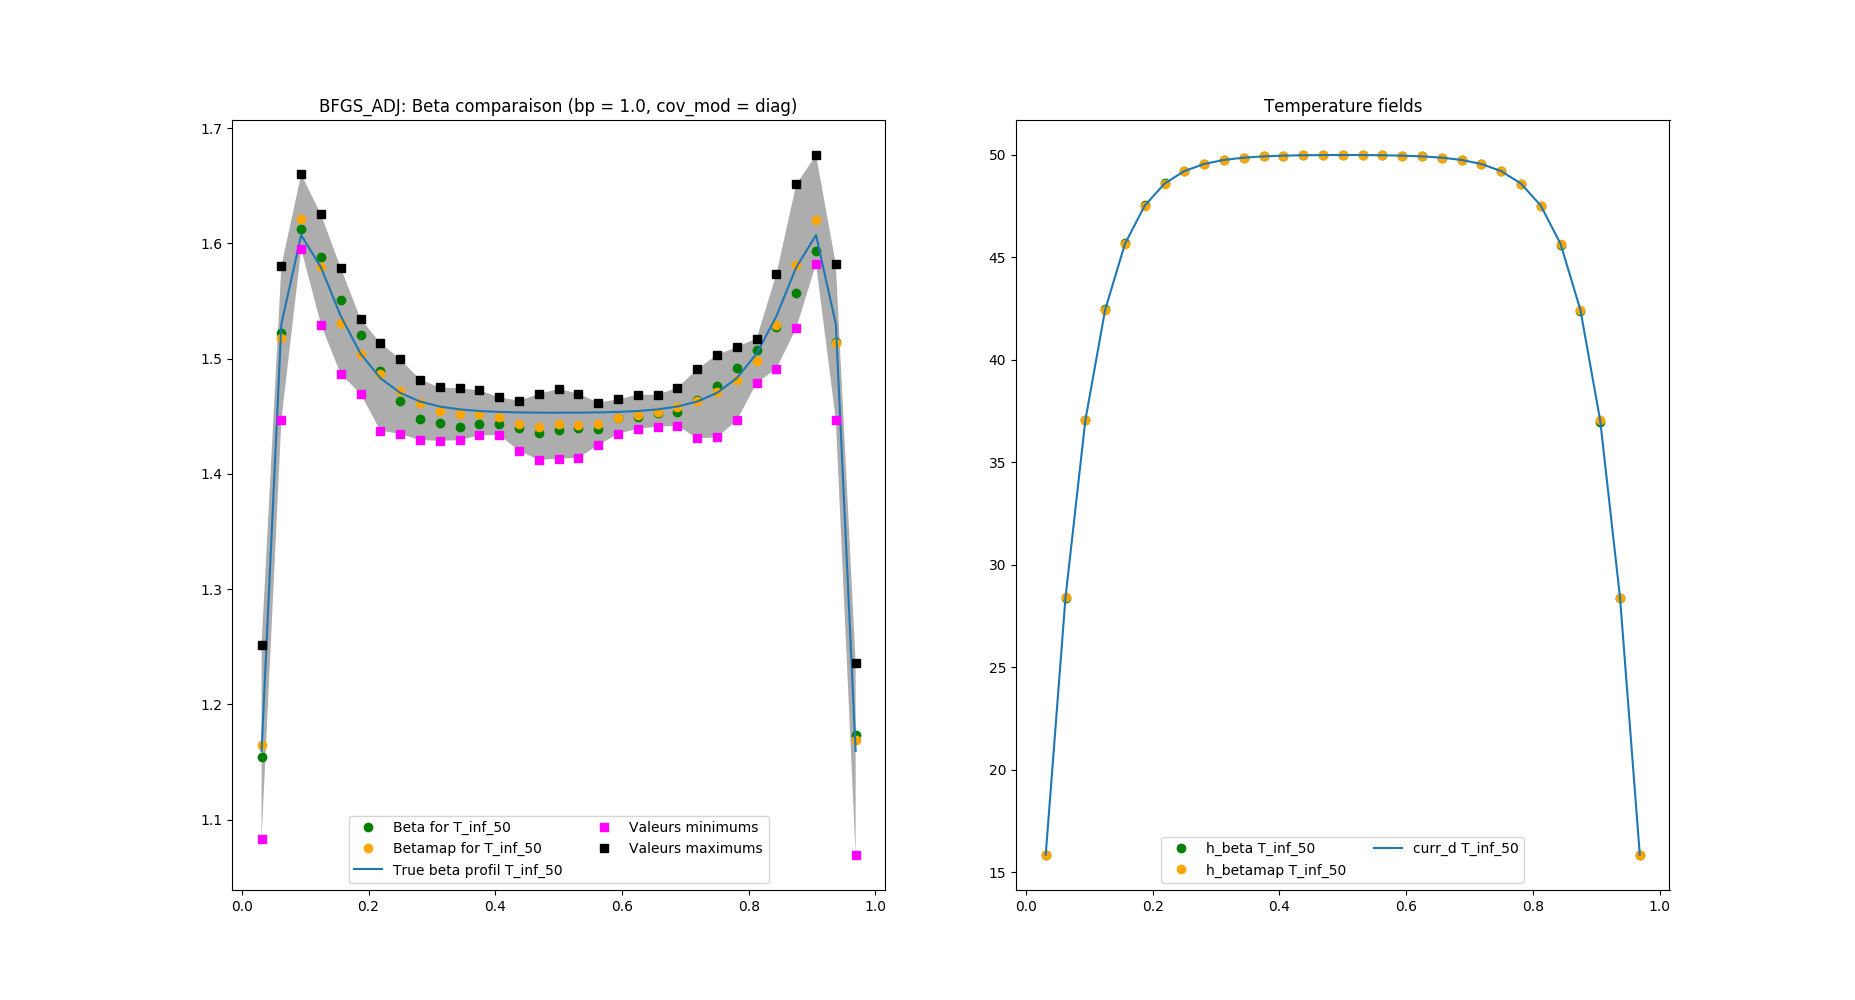 BFGS_ADJ: Beta comparaison (bp = 1.0, cov_mod = diag)
1.7
1.6
1.5
1.4
1.3
1.2
1.1
0.0 0.2 0.4 0.6 0.8 1.0
Beta for T_inf_50
Betamap for T_inf_50
True beta profil T_inf_50
Valeurs minimums
Valeurs maximums
Temperature fields
50
45
40
35
30
25
20
15
0.0 0.2 0.4 0.6 0.8 1.0
h_beta T_inf_50
h_betamap T_inf_50
curr_d T_inf_50